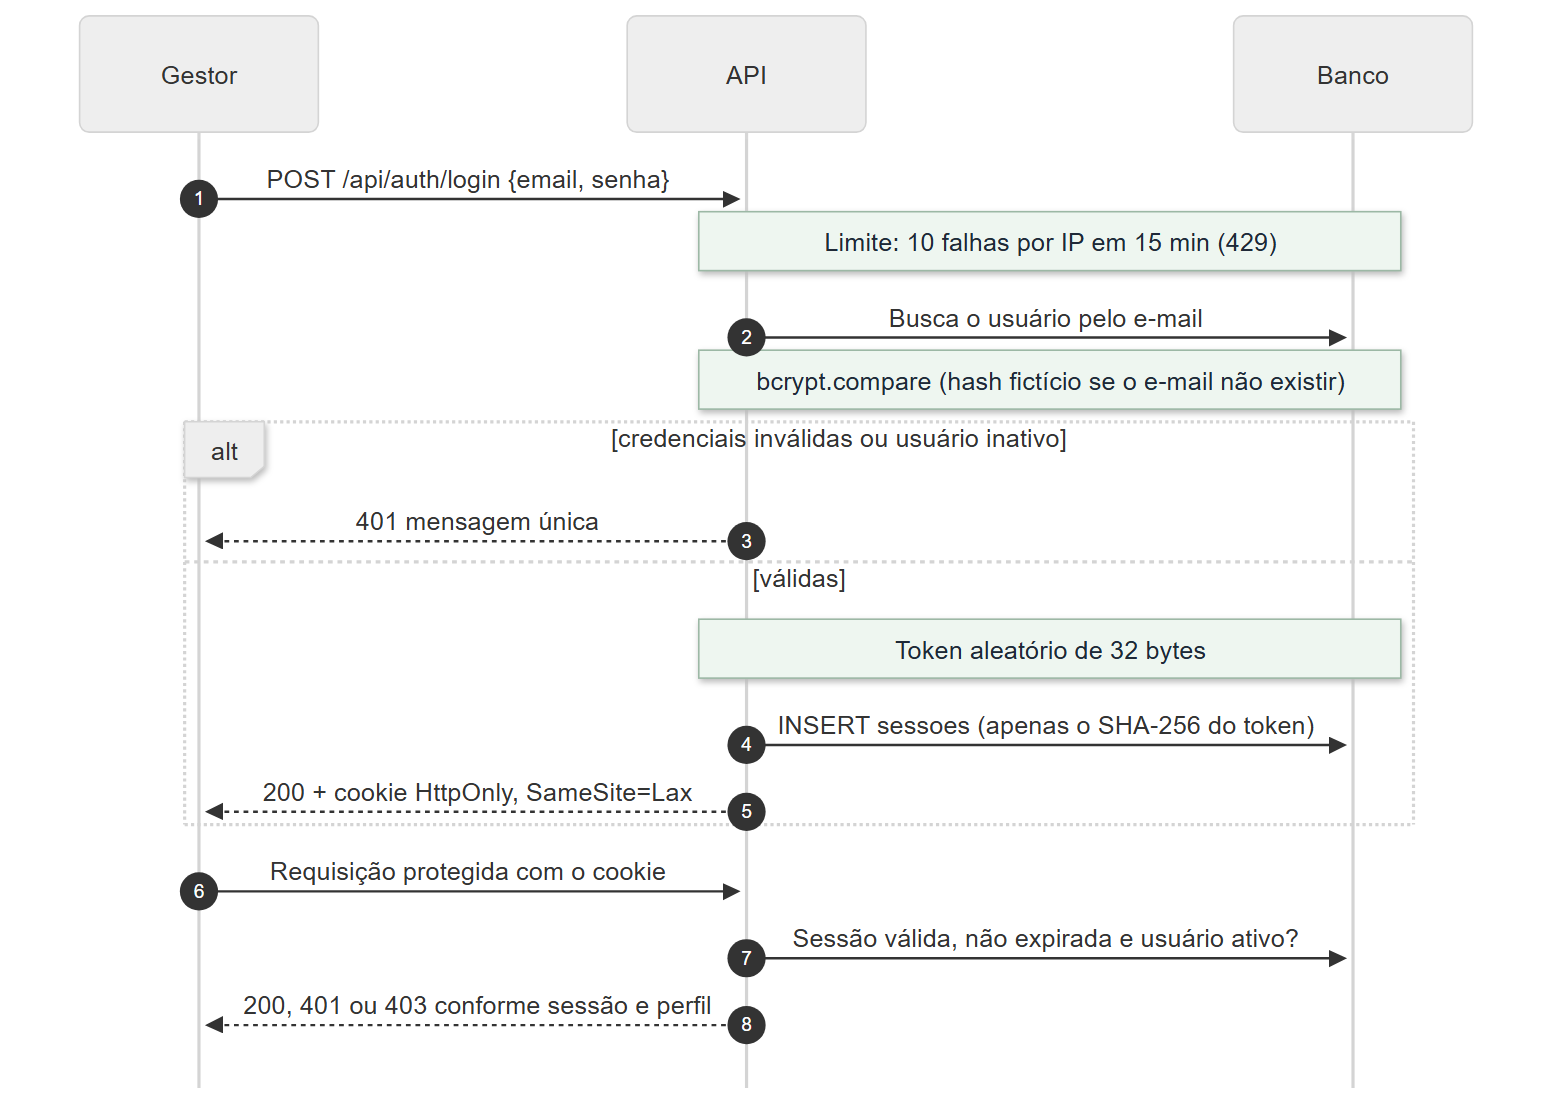 Gestor
API
Banco
POST /api/auth/login {email, senha}
1
Limite: 10 falhas por IP em 15 min (429)
Busca o usuário pelo e-mail
2
bcrypt.compare (hash fictício se o e-mail não existir)
alt
[credenciais inválidas ou usuário inativo]
401 mensagem única
3
[válidas]
Token aleatório de 32 bytes
INSERT sessoes (apenas o SHA-256 do token)
4
200 + cookie HttpOnly, SameSite=Lax
5
Requisição protegida com o cookie
6
Sessão válida, não expirada e usuário ativo?
7
200, 401 ou 403 conforme sessão e perfil
8